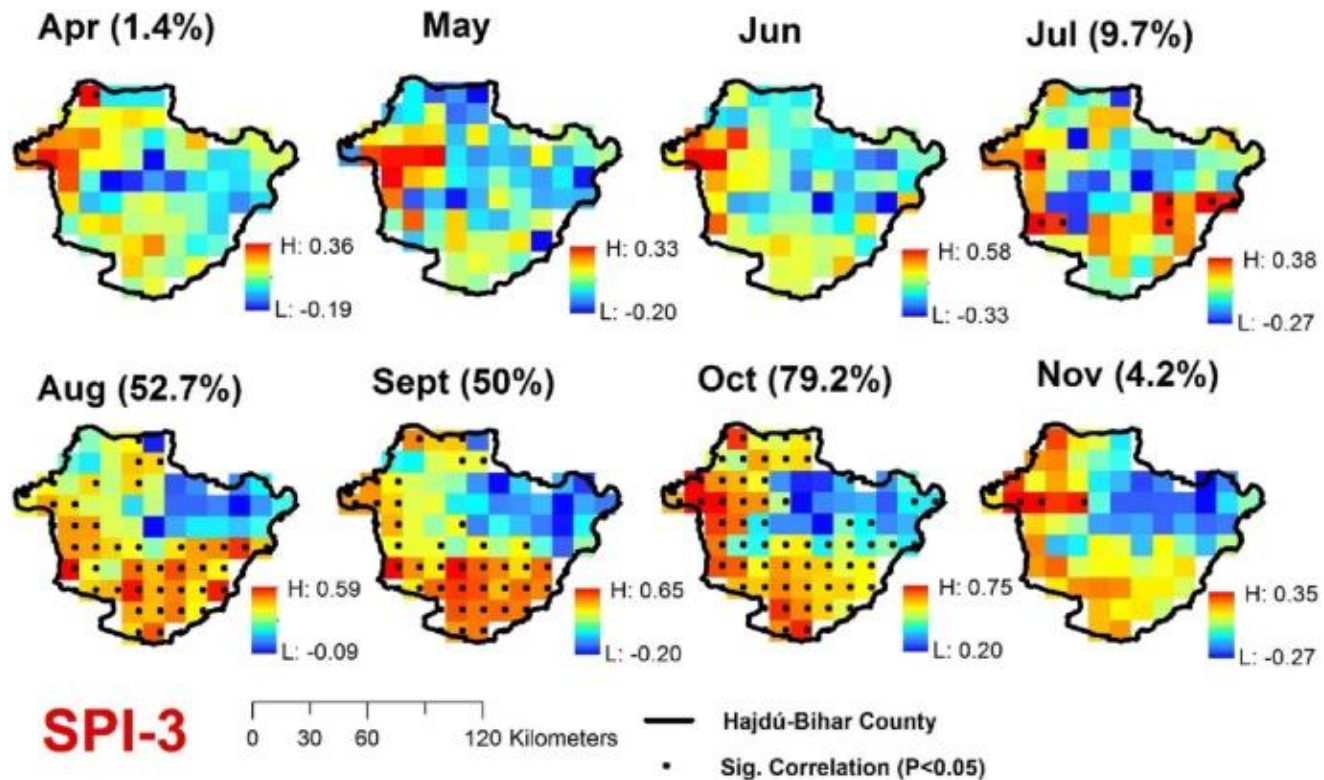 Apr (1.4%)
May
Jun
Jul (9.7%)
H: 0.36
L: -0.19
H: 0.33
L: -0.20
H: 0.58
L: -0.33
H: 0.38
L: -0.27
Aug (52.7%)
Sept (50%)
Oct (79.2%)
Nov (4.2%)
H: 0.59
L: -0.09
H: 0.65
L: -0.20
H: 0.75
L: 0.20
H: 0.35
L: -0.27
SPI-3
0 30 60 120 Kilometers
Hajdú-Bihar County
Sig. Correlation (P<0.05)